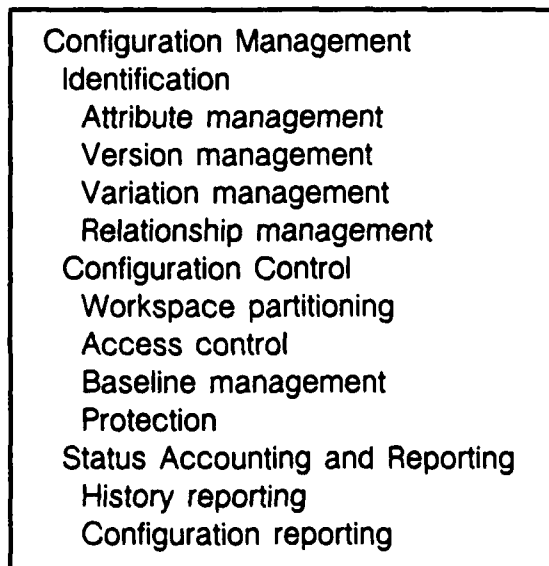 Configuration Management
Identification
Attribute management
Version management
Variation management
Relationship management
Configuration Control
Workspace partitioning
Access control
Baseline management
Protection
Status Accounting and Reporting
History reporting
Configuration reporting